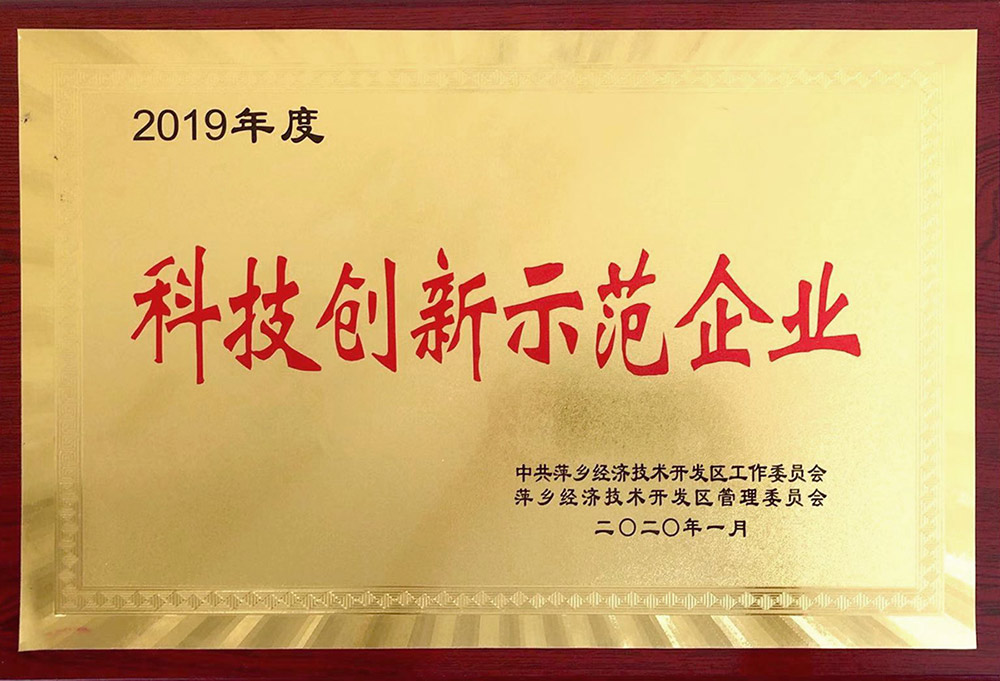 2019年度
科技创新示范企业
中共萍乡经济技术开发区工作委员会
萍乡经济技术开发区管理委员会
二〇二〇年一月